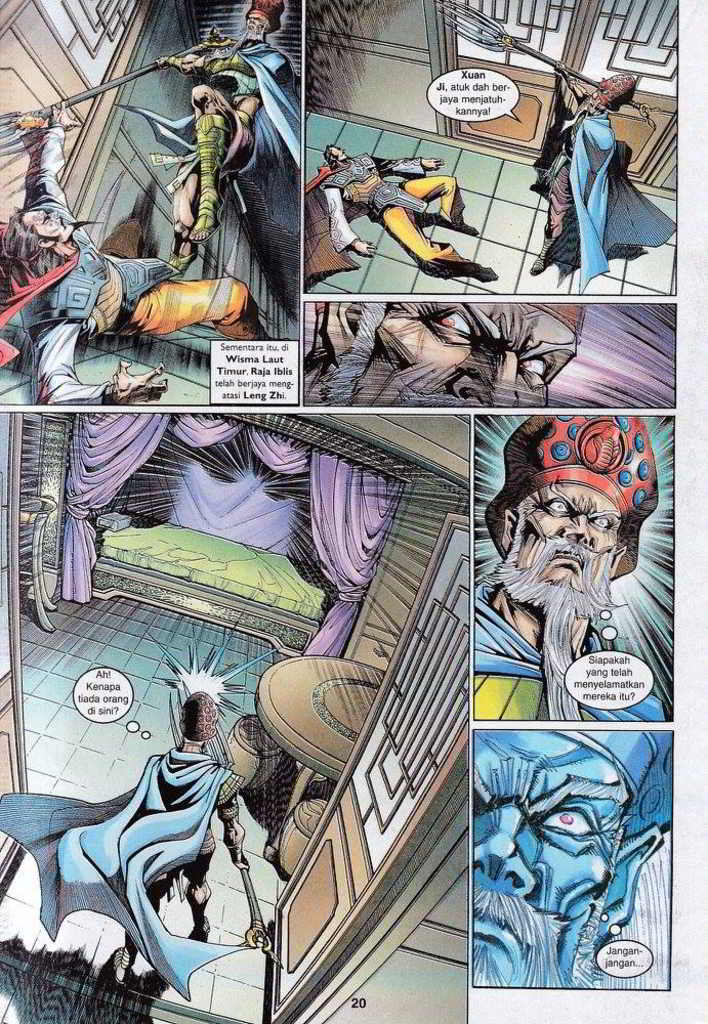 Sementara itu, di
Wisma Laut
Timur, Raja Iblis
telah berjaya meng-
atasi Leng Zhi.
Xuan
Ji, atuk dah ber-
jaya menjatuh-
kannya!
Ah!
Kenapa
tiada orang
di sini?
Siapakah
yang telah
menyelamatkan
mereka itu?
Jangan-
jangan...
20